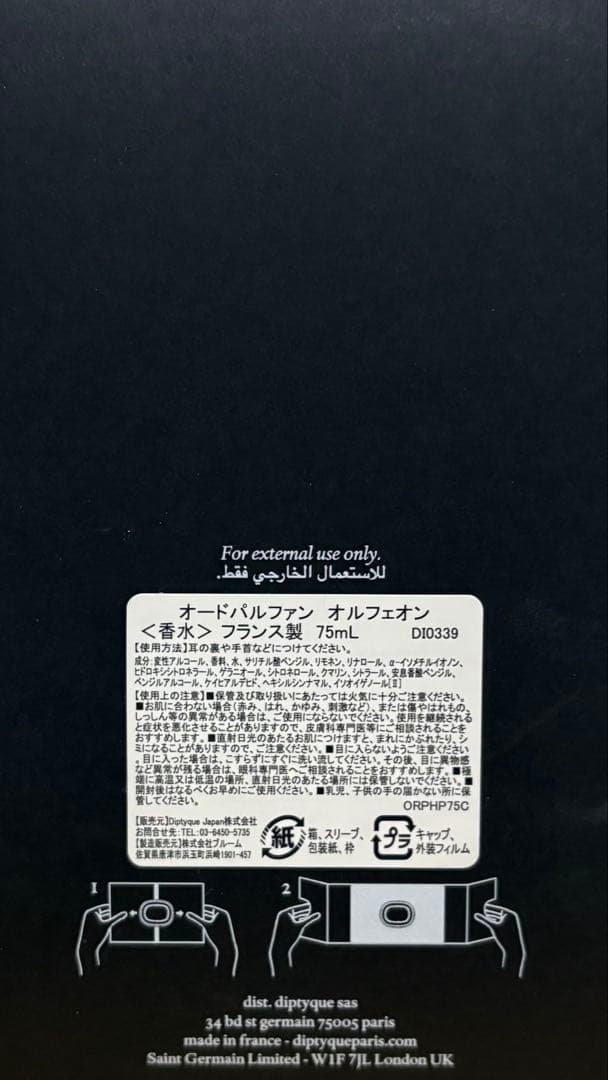 For external use only.
للاستعمال الخارجي فقط.
オードパルファン オルフェオン
＜香水＞ フランス製 75mL DI0339
【使用方法】耳の裏や手首などにつけてください。
成分:変性アルコール、香料、水、サリチル酸ベンジル、リモネン、リナロール、α-イソメチルイオノン、
ヒドロキシシトロネラール、ゲラニオール、シトロネロール、クマリン、シトラール、安息香酸ベンジル、
ベンジルアルコール、ケイヒアルデヒド、ヘキシルシンナマル、イソオイゲノール[Ⅱ]
【使用上の注意】■保管及び取り扱いにあたっては火気に十分ご注意ください。
■お肌に合わない場合(赤み、はれ、かゆみ、刺激など)、または傷やはれもの、
しっしん等の異常がある場合は、ご使用にならないでください。使用を継続される
と症状を悪化させることがありますので、皮膚科専門医等にご相談されることを
おすすめします。■直射日光のあたるお肌につけますと、まれにかぶれたり、シ
ミになることがありますので、ご注意ください。■目に入らないようご注意ください
。目に入った場合は、こすらずにすぐに洗い流してください。その後、目に異物感
など異常が残る場合は、眼科専門医へご相談されることをおすすめします。■極
端に高温又は低温の場所、直射日光のあたる場所には保管しないでください。■
開封後はなるべくお早めにご使用ください。■乳児、子供の手の届かない所に保
管してください。
ORPHP75C
【販売元】Diptyque Japan株式会社
お問合せ先:TEL:03-6450-5735
【製造販売元】株式会社ブルーム
佐賀県唐津市浜玉町浜崎1901-457
紙
箱、スリーブ、
包装紙、枠
プラ
キャップ、
外装フィルム
1
2
dist. diptyque sas
34 bd st germain 75005 paris
made in france - diptyqueparis.com
Saint Germain Limited - W1F 7JL London UK